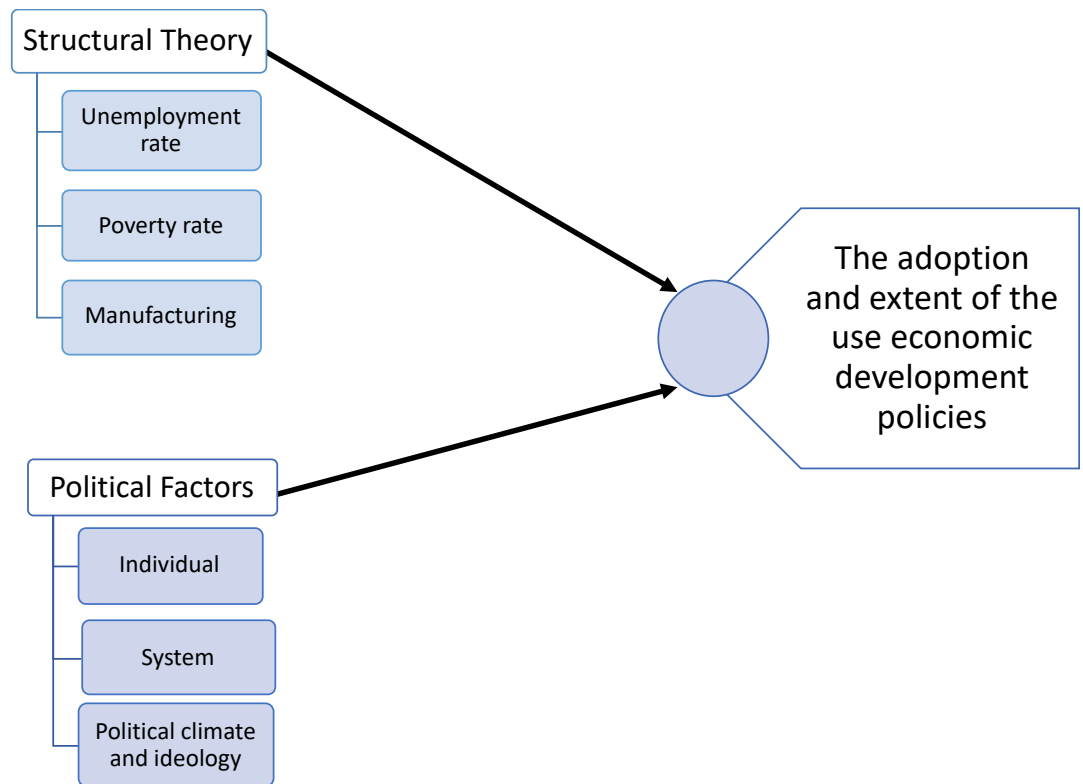 Structural Theory
Unemployment
rate
Poverty rate
Manufacturing
The adoption
and extent of the
use economic
development
policies
Political Factors
Individual
System
Political climate
and ideology